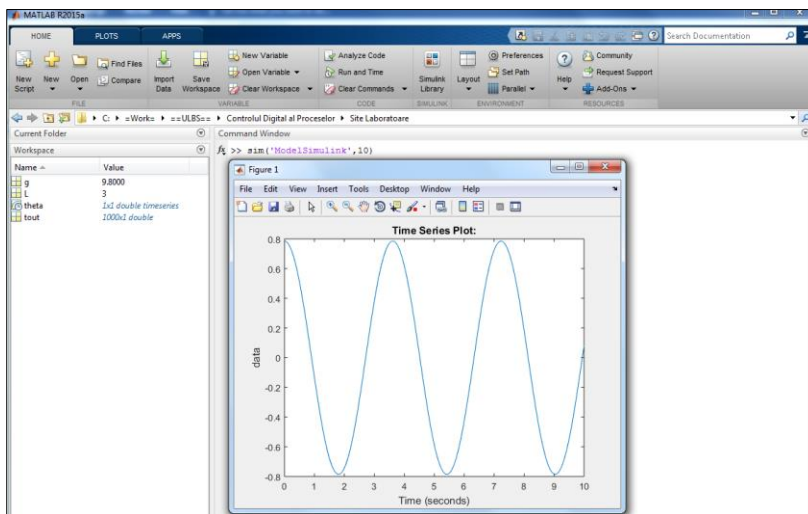 MATLAB R2015a
HOME PLOTS APPS Search Documentation
New Script New Open Find Files Compare Import Data Save Workspace New Variable Open Variable Clear Workspace Analyze Code Run and Time Clear Commands Simulink Library Layout Preferences Set Path Parallel Help Community Request Support Add-Ons
FILE VARIABLE CODE SIMULINK ENVIRONMENT RESOURCES
C: =Work= ==ULBS== Controlul Digital al Proceselor Site Laboratoare
Current Folder Command Window
Workspace fx >> sim('ModelSimulink',10)
Name Value
g 9.8000
L 3
theta 1x1 double timeseries
tout 1000x1 double
Figure 1
File Edit View Insert Tools Desktop Window Help
Time Series Plot:
0.8
0.6
0.4
0.2
0
-0.2
-0.4
-0.6
-0.8
data
0 1 2 3 4 5 6 7 8 9 10
Time (seconds)